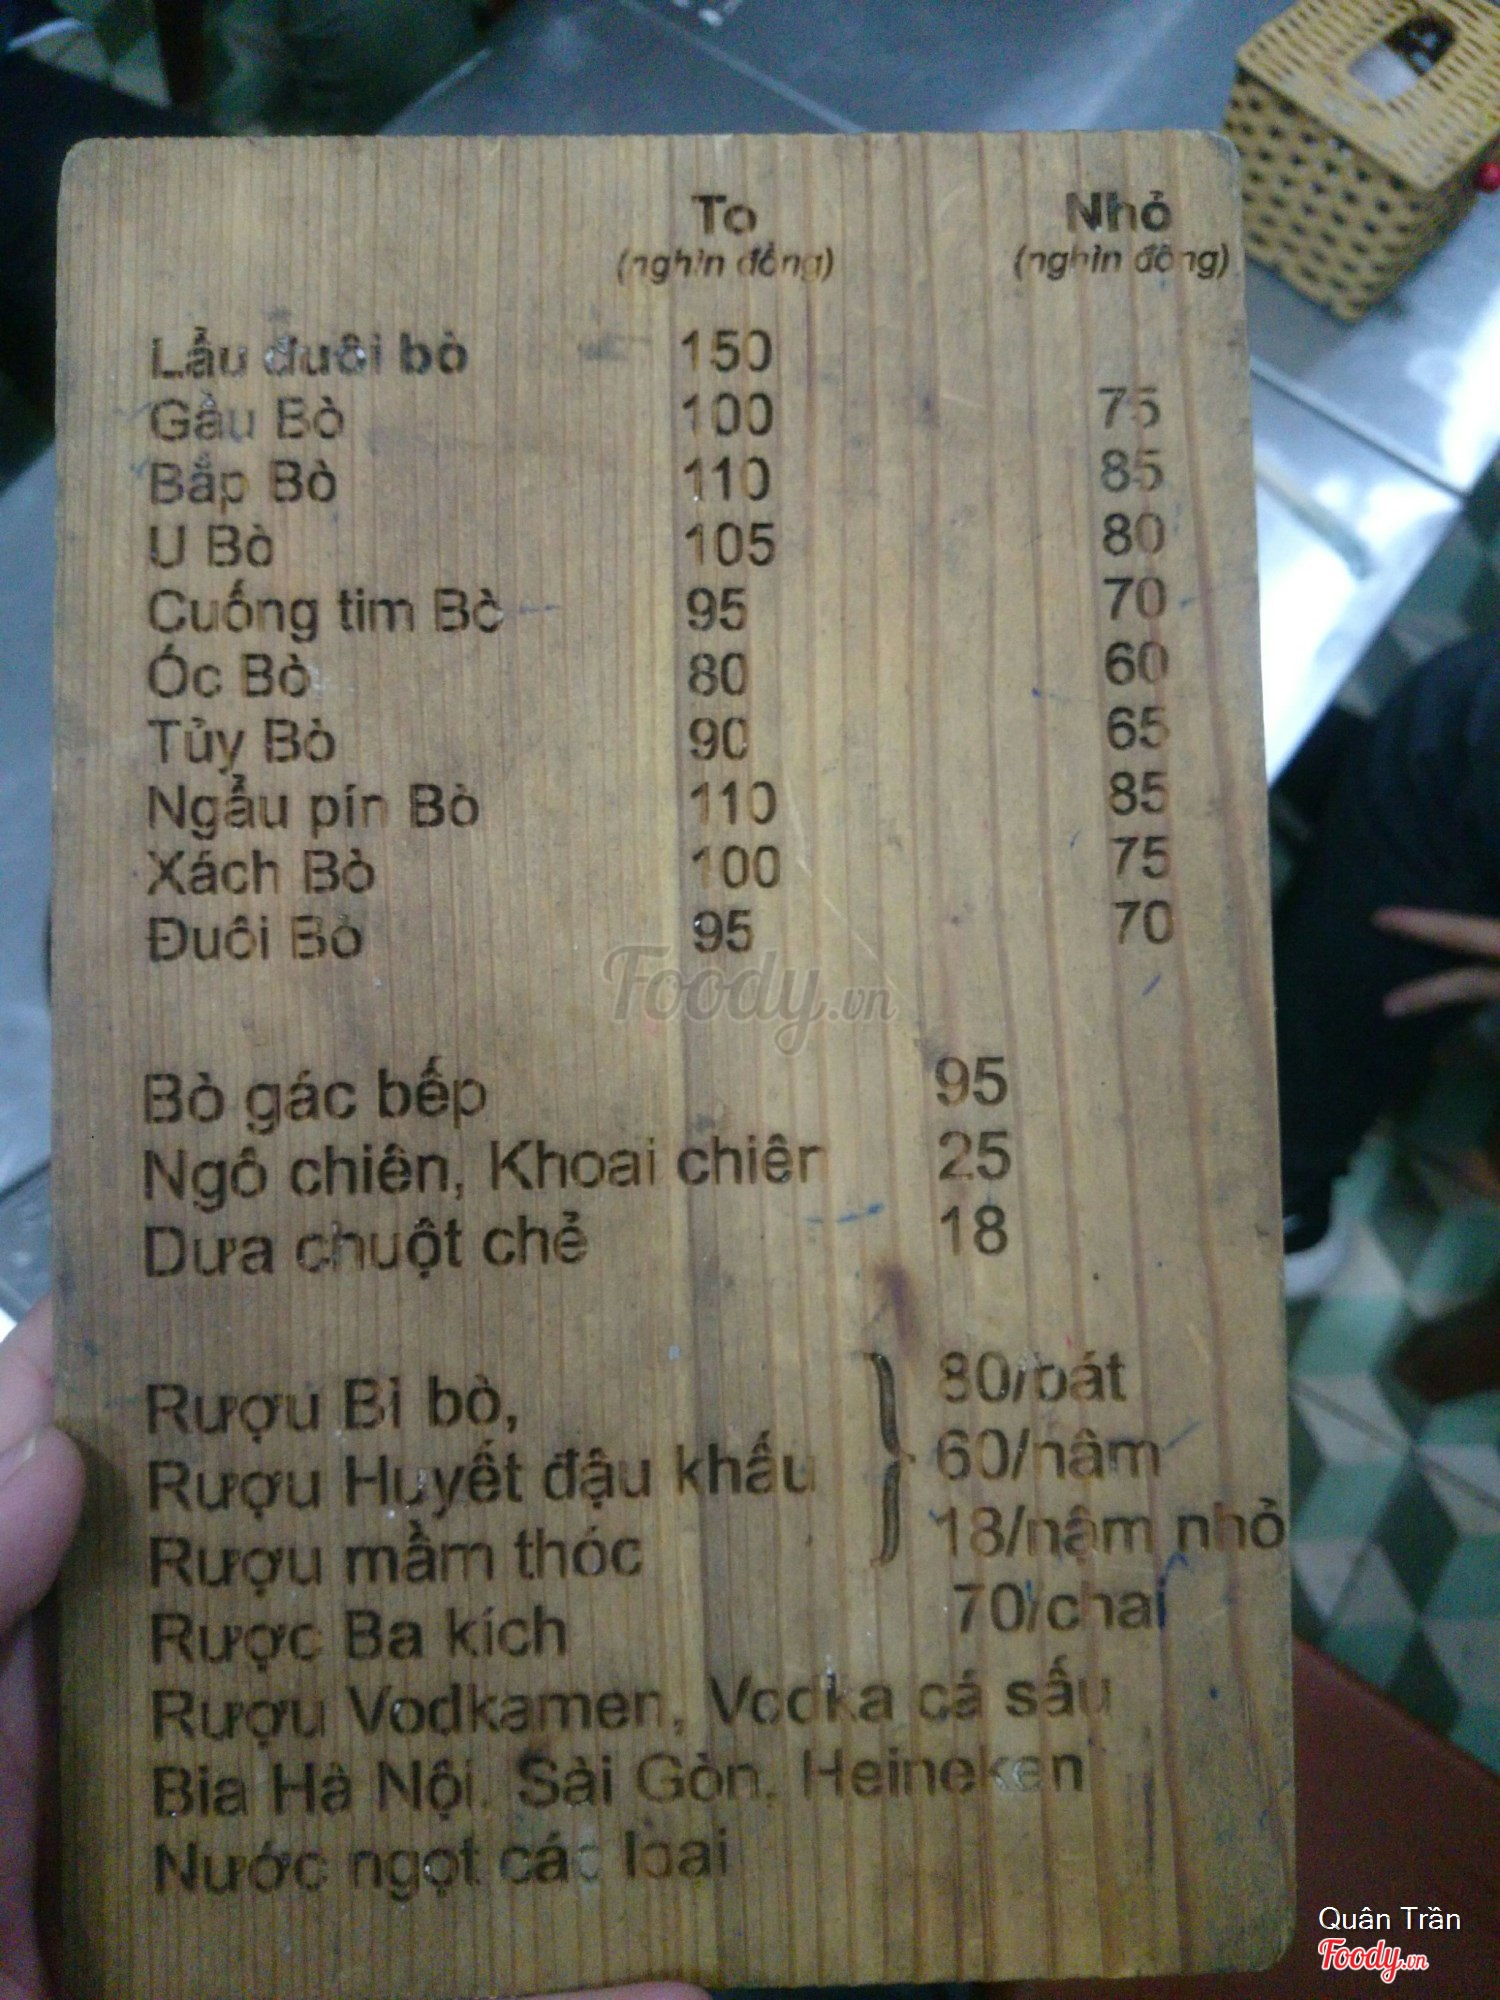 To Nhỏ
(nghìn đồng) (nghìn đồng)
Lẩu đuôi bò 150
Gầu Bò 100 75
Bắp Bò 110 85
U Bò 105 80
Cuống tim Bò 95 70
Óc Bò 80 60
Tủy Bò 90 65
Ngẩu pín Bò 110 85
Xách Bò 100 75
Đuôi Bò 95 70
Foody.vn
Bò gác bếp 95
Ngô chiên, Khoai chiên 25
Dưa chuột chẻ 18
Rượu Bỉ bò, 80/bát
Rượu Huyết đậu khấu 60/nậm
Rượu mầm thóc 18/nậm nhỏ
Rược Ba kích 70/chai
Rượu Vodkamen, Vodka cá sấu
Bia Hà Nội, Sài Gòn, Heineken
Nước ngọt các loại
Quân Trần
Foody.vn